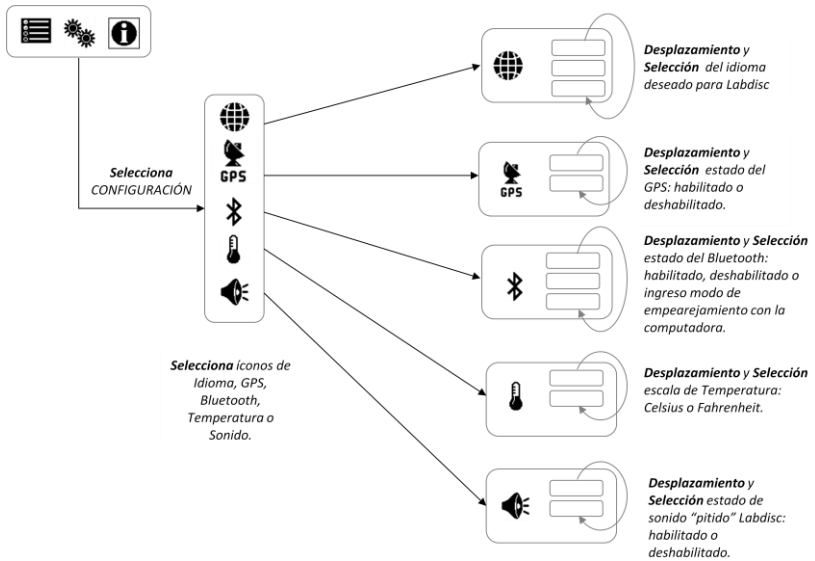 Desplazamiento y
Selección del idioma
deseado para Labdisc
Selecciona
CONFIGURACIÓN
GPS
GPS
Desplazamiento y
Selección estado del
GPS: habilitado o
deshabilitado.
Desplazamiento y Selección
estado del Bluetooth:
habilitado, deshabilitado o
ingreso modo de
empearejamiento con la
computadora.
Selecciona íconos de
Idioma, GPS,
Bluetooth,
Temperatura o
Sonido.
Desplazamiento y Selección
escala de Temperatura:
Celsius o Fahrenheit.
Desplazamiento y
Selección estado de
sonido “pitido” Labdisc:
habilitado o
deshabilitado.